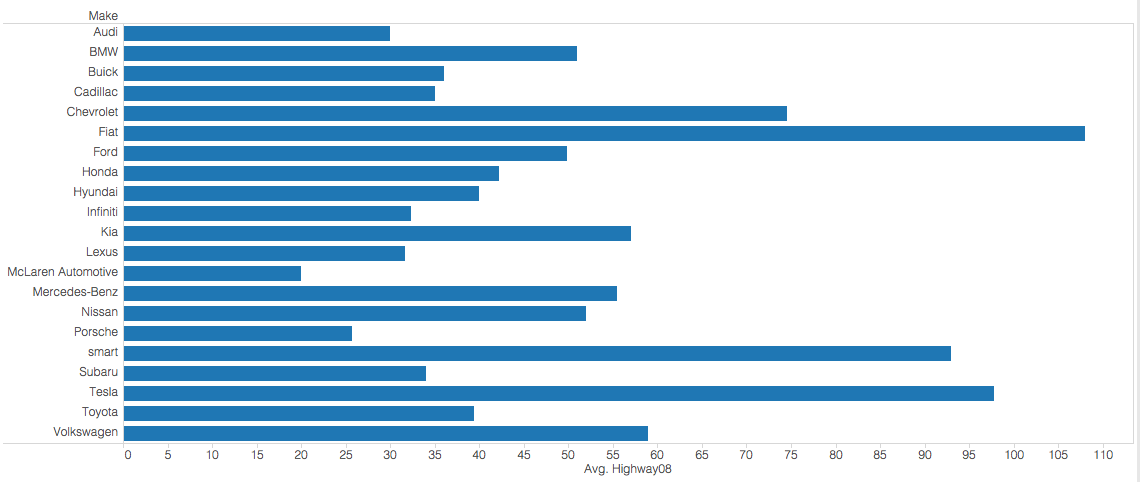 Make
Audi
BMW
Buick
Cadillac
Chevrolet
Fiat
Ford
Honda
Hyundai
Infiniti
Kia
Lexus
McLaren Automotive
Mercedes-Benz
Nissan
Porsche
smart
Subaru
Tesla
Toyota
Volkswagen
0 5 10 15 20 25 30 35 40 45 50 55 60 65 70 75 80 85 90 95 100 105 110
Avg. Highway08